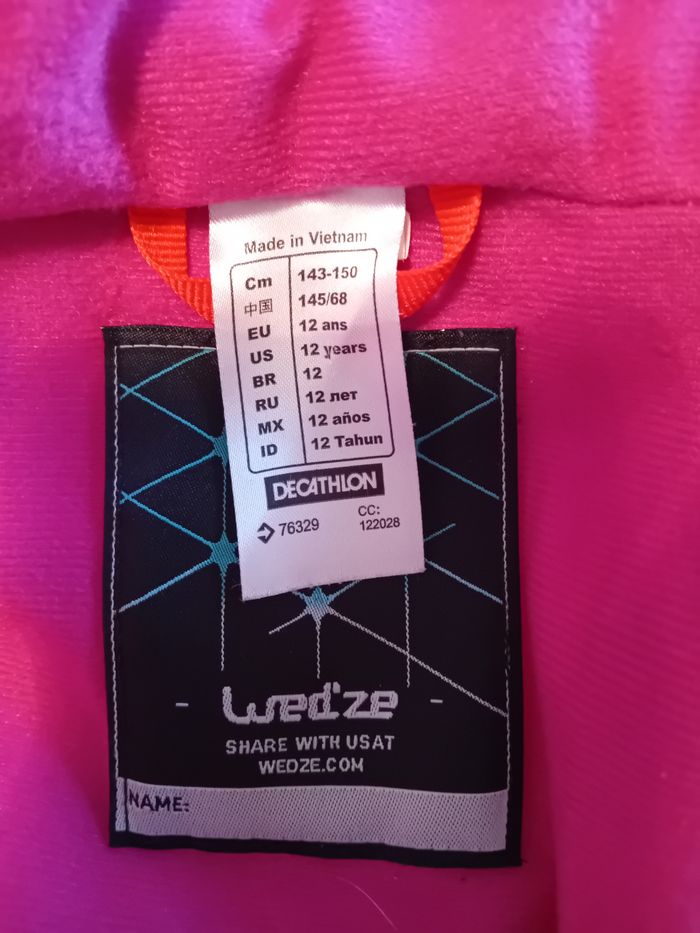 Made in Vietnam
Cm 143-150
中国 145/68
EU 12 ans
US 12 years
BR 12
RU 12 лет
MX 12 años
ID 12 Tahun
DECATHLON
76329 CC:
122028
wed'ze
SHARE WITH US AT
WEDZE.COM
NAME: